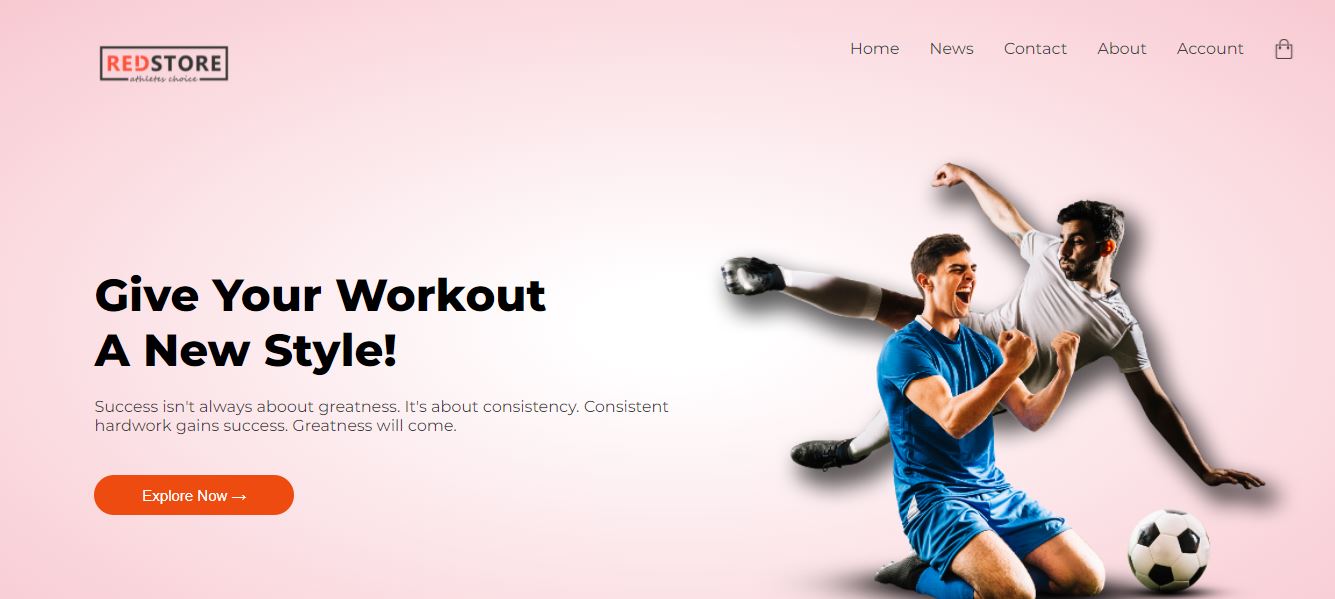 REDSTORE
athletes choice
Home News Contact About Account
Give Your Workout
A New Style!
Success isn't always aboout greatness. It's about consistency. Consistent
hardwork gains success. Greatness will come.
Explore Now →